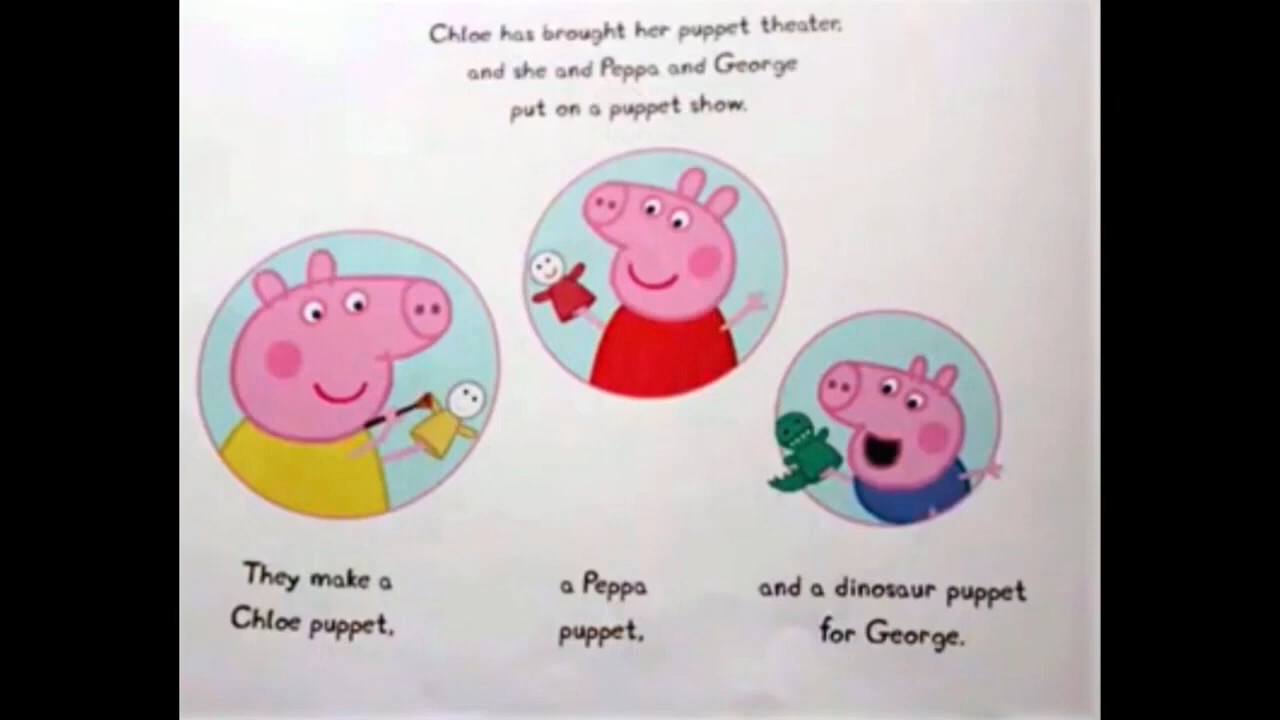 Chloe has brought her puppet theater,
and she and Peppa and George
put on a puppet show.
They make a
Chloe puppet,
a Peppa
puppet,
and a dinosaur puppet
for George.